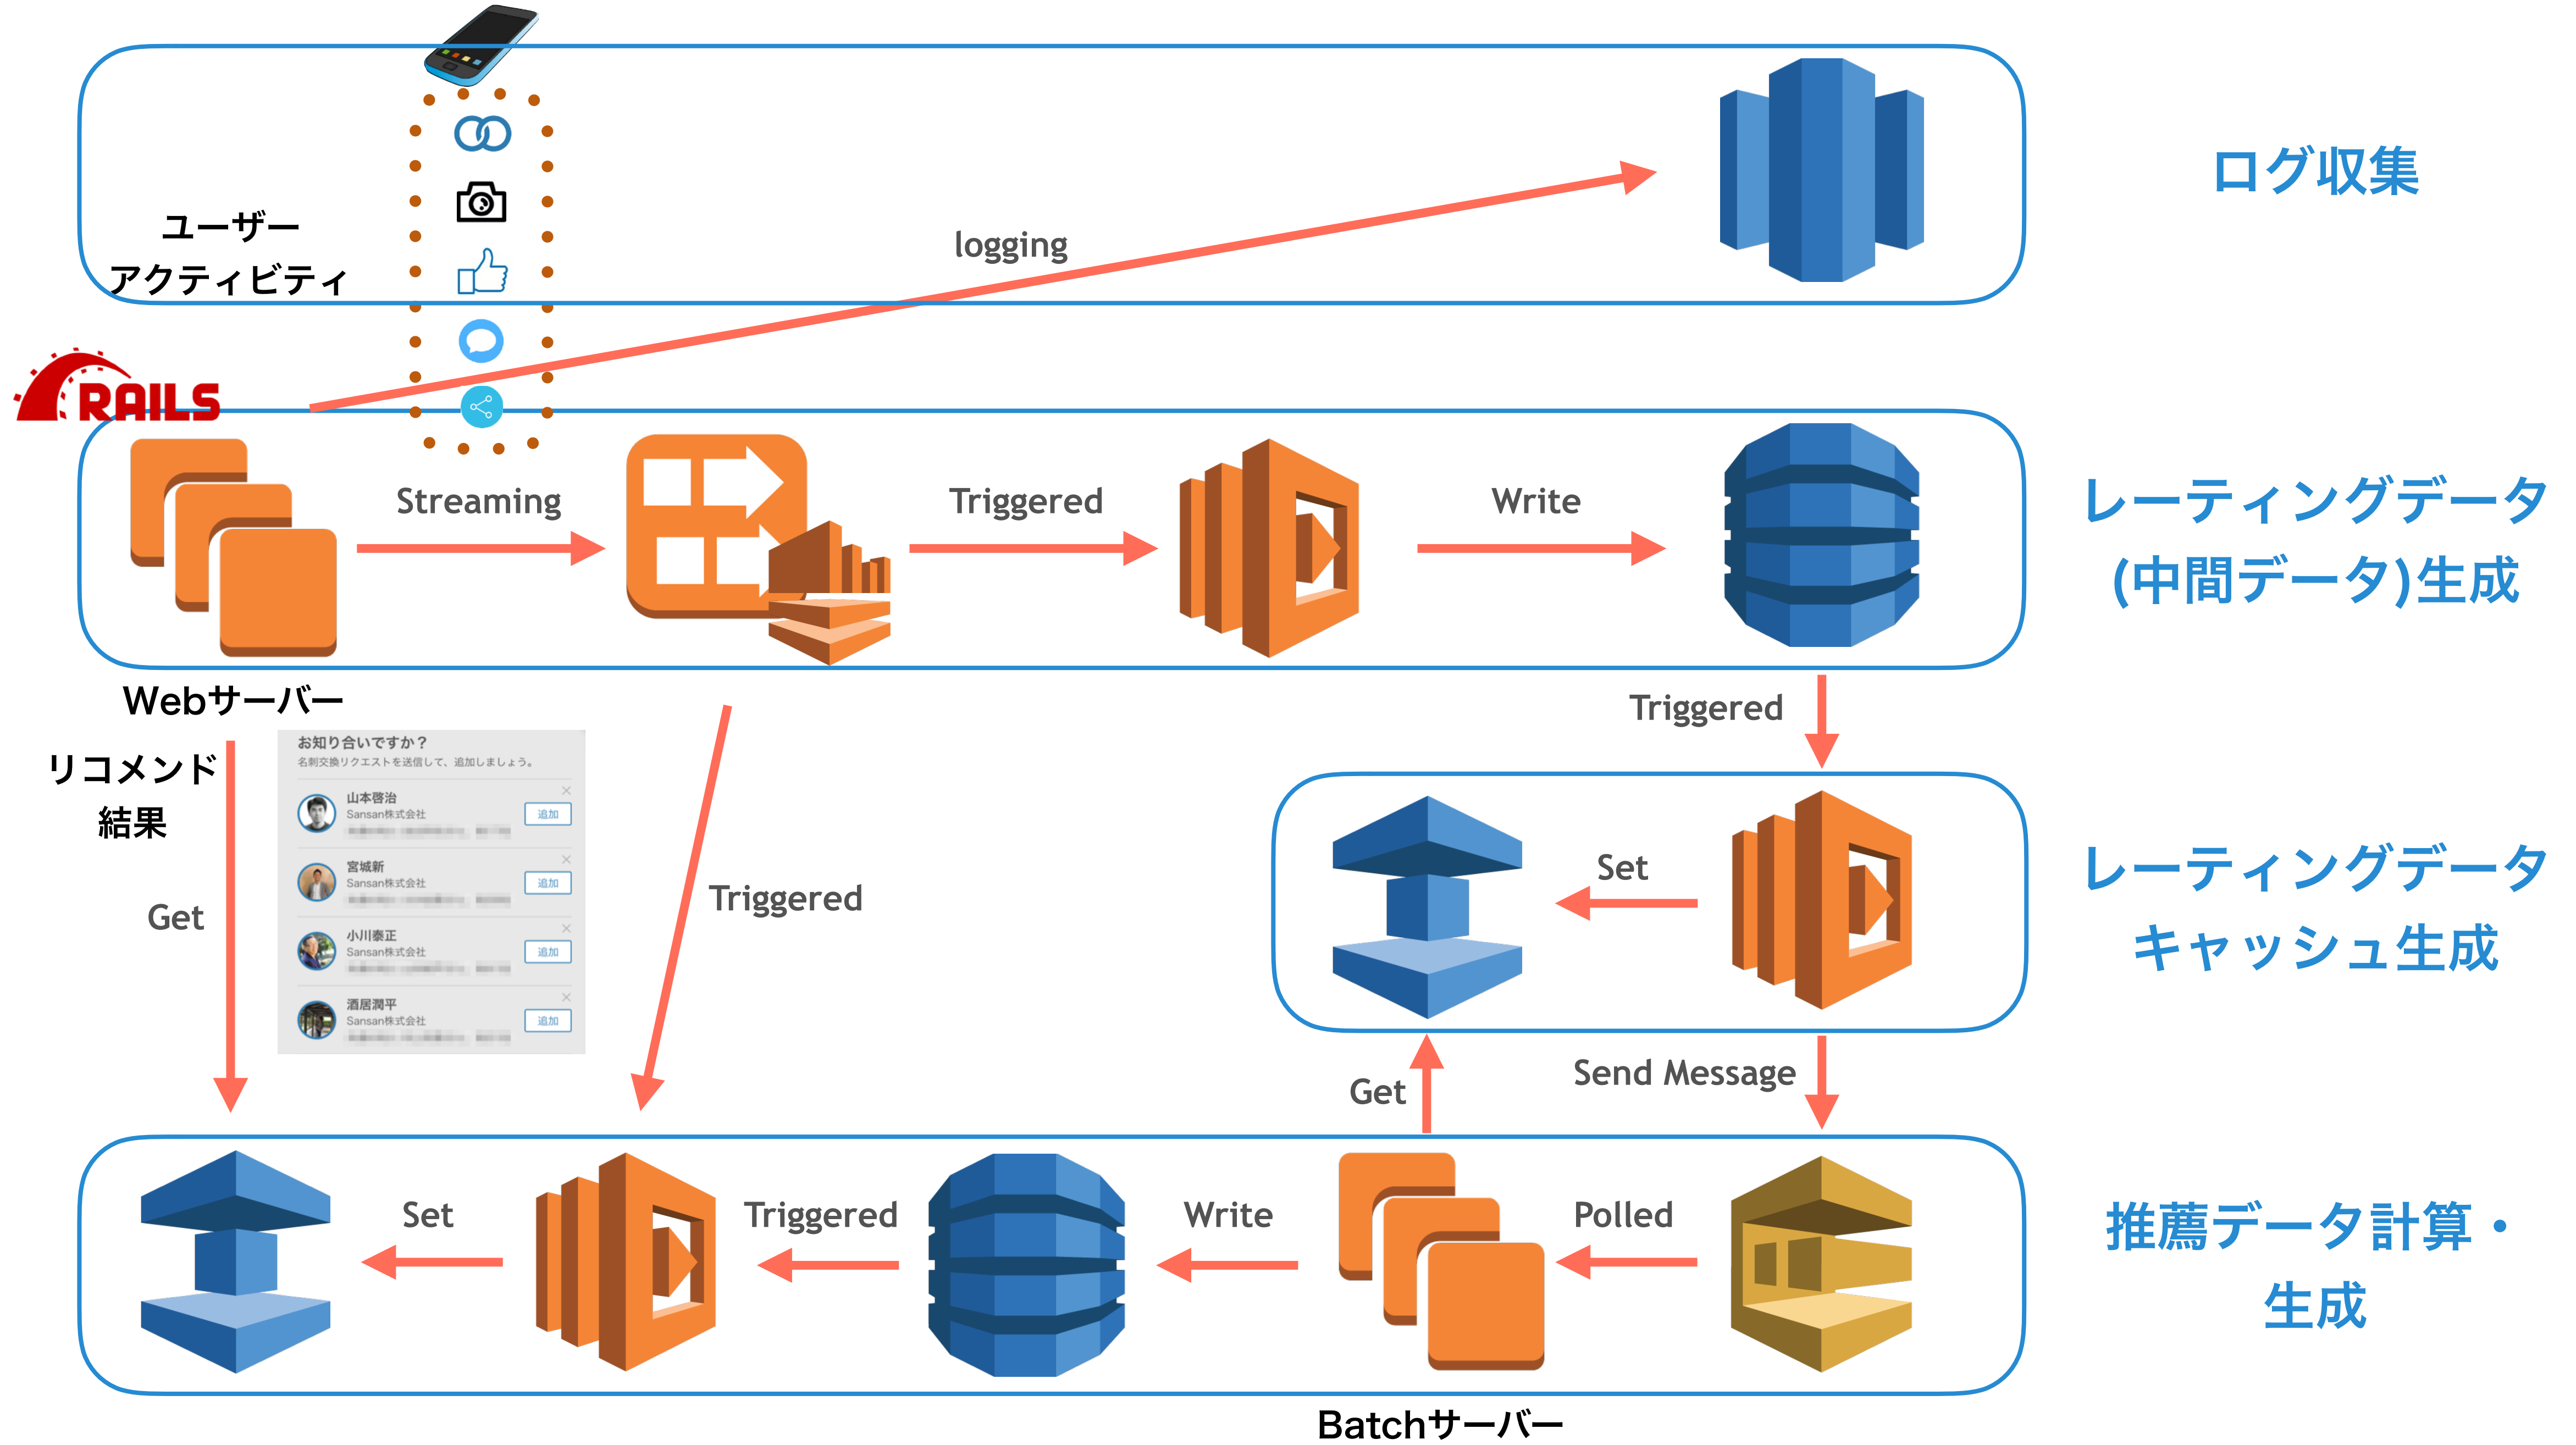 ログ収集
ユーザー
アクティビティ
logging
RAILS
Streaming
Triggered
Write
レーティングデータ
(中間データ)生成
Webサーバー
Triggered
リコメンド
結果
Get
お知り合いですか？
名刺交換リクエストを送信して、追加しましょう。
山本啓治
Sansan株式会社
追加
宮城新
Sansan株式会社
追加
小川泰正
Sansan株式会社
追加
酒居潤平
Sansan株式会社
追加
Triggered
Set
レーティングデータ
キャッシュ生成
Get
Send Message
Set
Triggered
Write
Polled
推薦データ計算・
生成
Batchサーバー